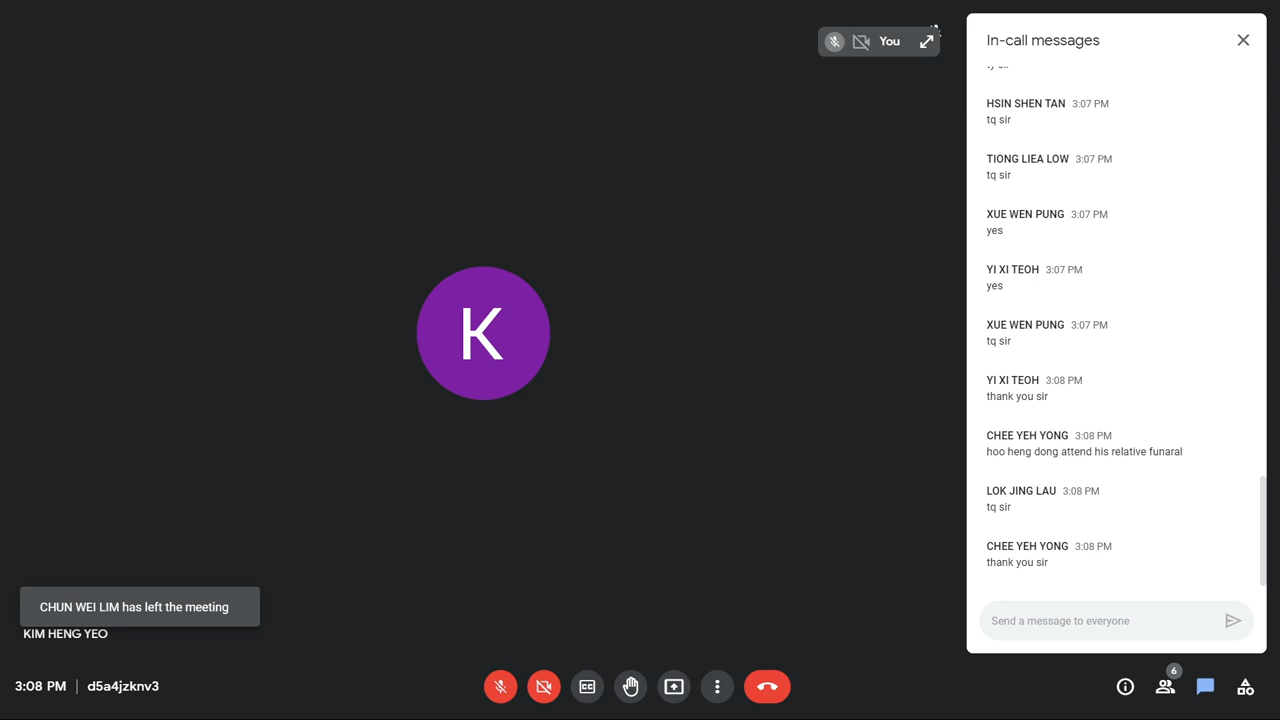 You
In-call messages
HSIN SHEN TAN 3:07 PM
tq sir
TIONG LIEA LOW 3:07 PM
tq sir
XUE WEN PUNG 3:07 PM
yes
YI XI TEOH 3:07 PM
yes
XUE WEN PUNG 3:07 PM
tq sir
YI XI TEOH 3:08 PM
thank you sir
CHEE YEH YONG 3:08 PM
hoo heng dong attend his relative funaral
LOK JING LAU 3:08 PM
tq sir
CHEE YEH YONG 3:08 PM
thank you sir
Send a message to everyone
K
CHUN WEI LIM has left the meeting
KIM HENG YEO
3:08 PM | d5a4jzknv3
CC
6